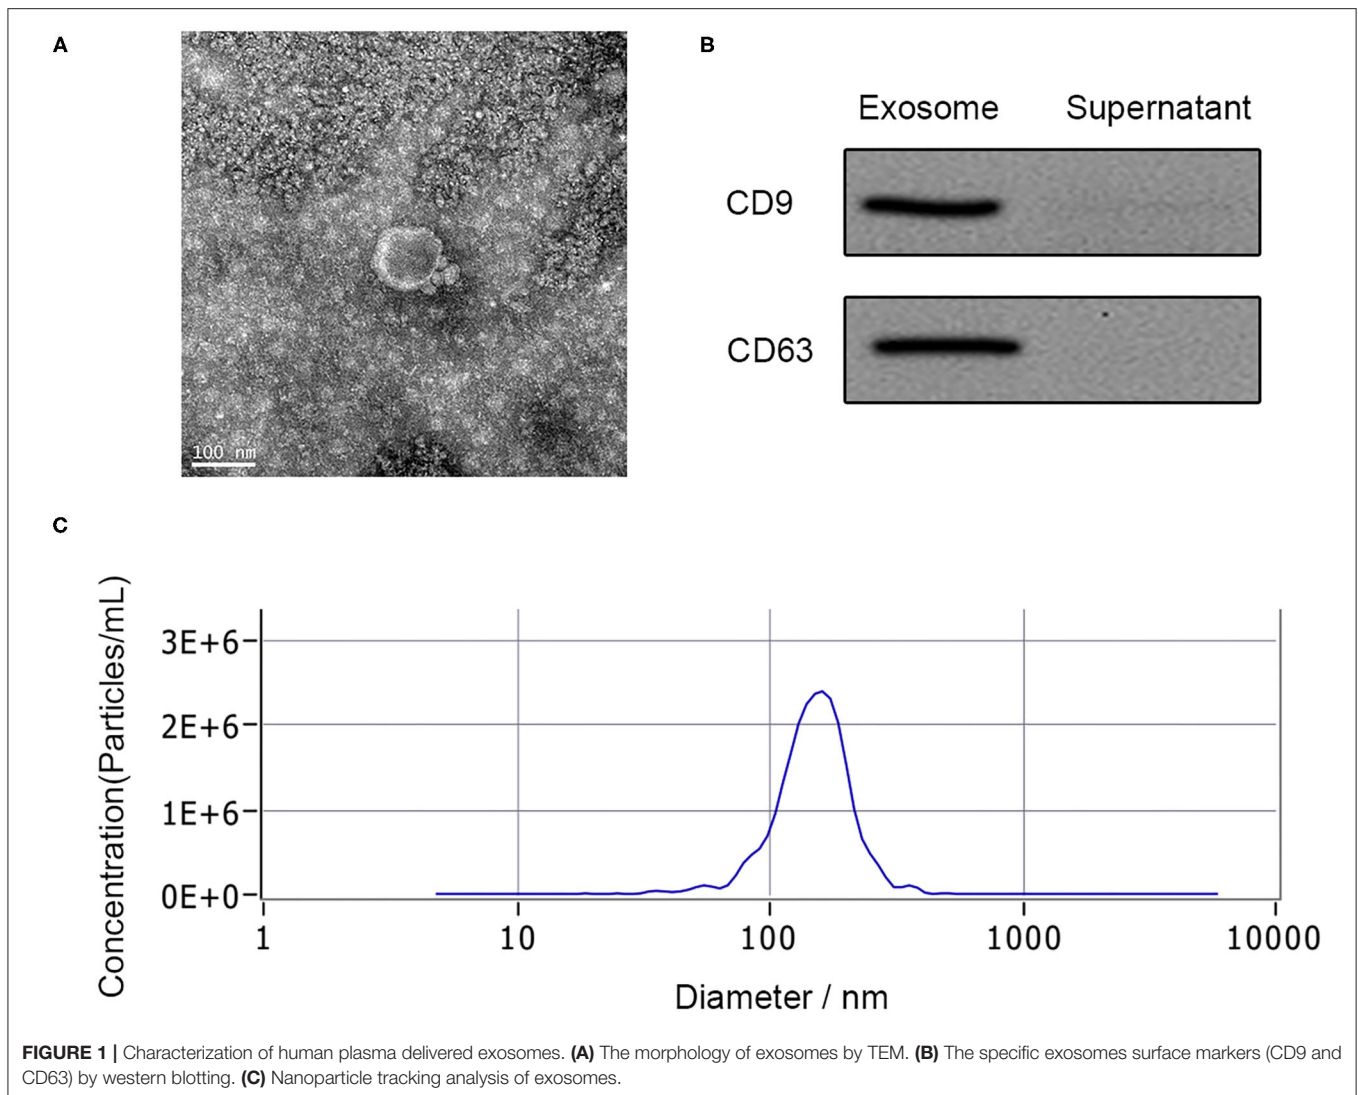 A
100 nm
B
Exosome Supernatant
CD9
CD63
C
Concentration(Particles/mL)
3E+6
2E+6
1E+6
0E+0
1 10 100 1000 10000
Diameter / nm
FIGURE 1 | Characterization of human plasma delivered exosomes. (A) The morphology of exosomes by TEM. (B) The specific exosomes surface markers (CD9 and
CD63) by western blotting. (C) Nanoparticle tracking analysis of exosomes.